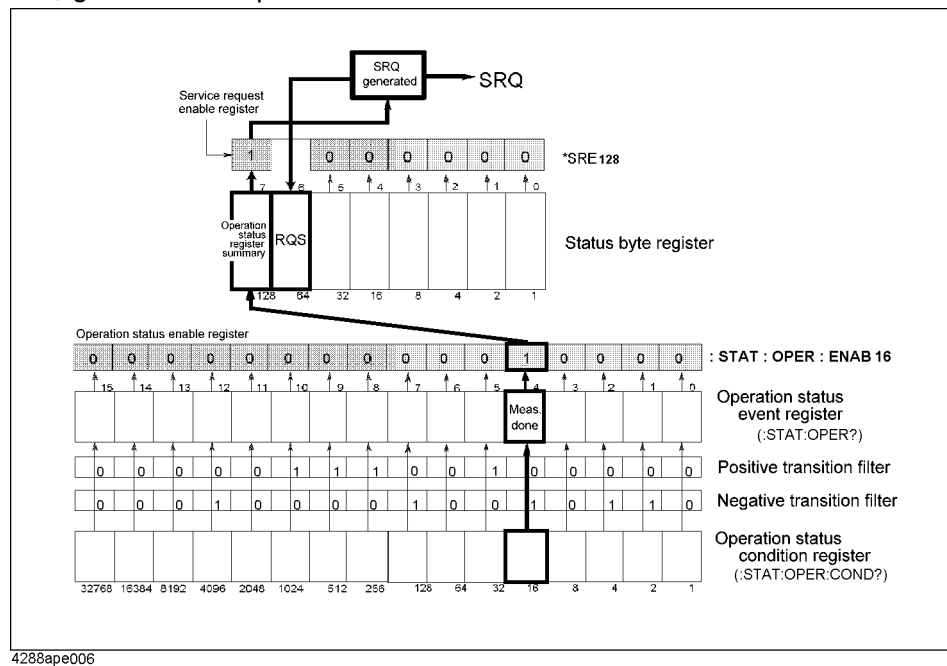 SRQ
generated
SRQ
Service request
enable register
1 0 0 0 0 0 0
*SRE128
7 6 5 4 3 2 1 0
Operation
status
register
summary
RQS
Status byte register
128 64 32 16 8 4 2 1
Operation status enable register
0 0 0 0 0 0 0 0 0 0 0 1 0 0 0 0
: STAT : OPER : ENAB 16
15 14 13 12 11 10 9 8 7 6 5 4 3 2 1 0
Meas.
done
Operation status
event register
(:STAT:OPER?)
0 0 0 0 0 1 1 1 0 0 1 0 0 0 0 0
Positive transition filter
0 0 0 1 0 0 0 0 1 0 0 1 0 1 1 0
Negative transition filter
Operation status
condition register
(:STAT:OPER:COND?)
32768 16384 8192 4096 2048 1024 512 256 128 64 32 16 8 4 2 1
4288ape006